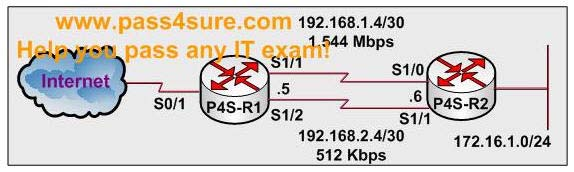 www.pass4sure.com
Help you pass any IT exam!
192.168.1.4/30
1.544 Mbps
Internet
S0/1
P4S-R1
S1/1
.5
S1/2
S1/0
.6
S1/1
P4S-R2
192.168.2.4/30
512 Kbps
172.16.1.0/24